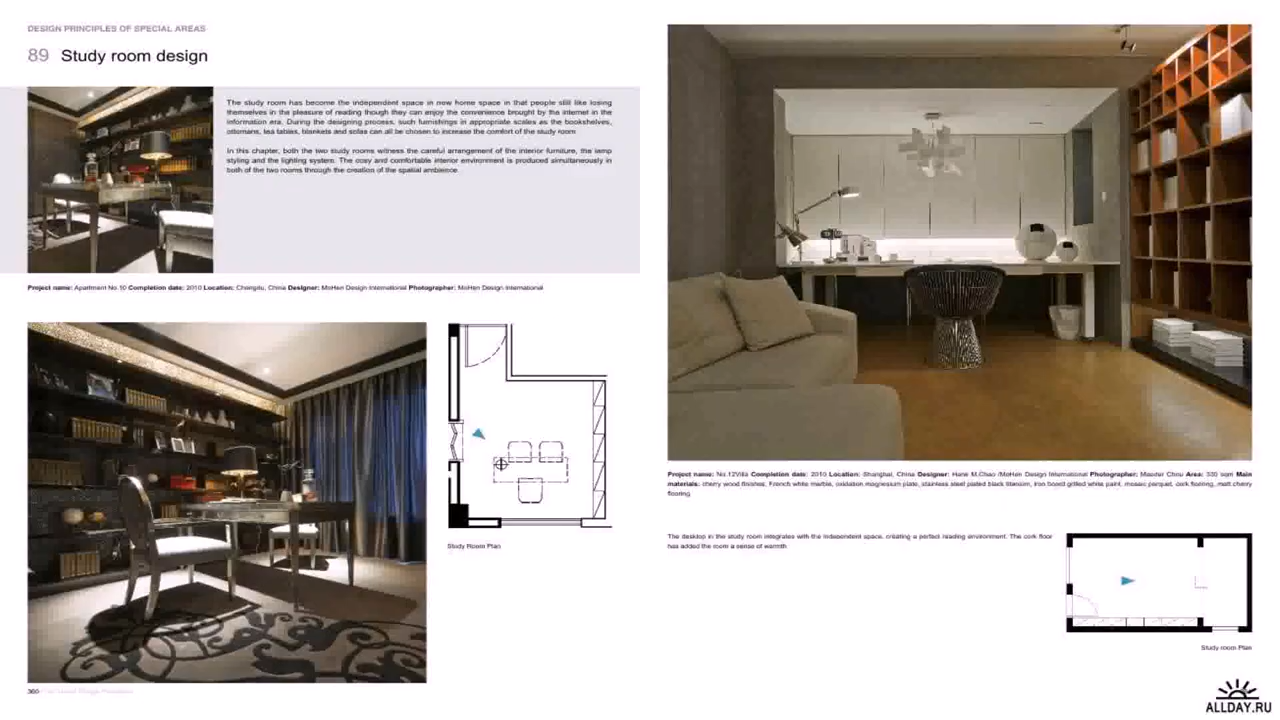 DESIGN PRINCIPLES OF SPECIAL AREAS
89 Study room design
The study room has become the independent space in new home space in that people still like losing
themselves in the pleasure of reading though they can enjoy the convenience brought by the internet in the
information era. During the designing process, such furnishings in appropriate scales as the bookshelves,
ottomans, tea tables, blankets and sofas can all be chosen to increase the comfort of the study room
In this chapter, both the two study rooms witness the careful arrangement of the interior furniture, the lamp
styling and the lighting system. The cosy and comfortable interior environment is produced simultaneously in
both of the two rooms through the creation of the spatial ambience.
Project name: Apartment No.10 Completion date: 2010 Location: Chengdu, China Designer: MoHen Design International Photographer: MoHen Design International
Study Room Plan
360
Project name: No.12Villa Completion date: 2010 Location: Shanghai, China Designer: Hank M.Chao /MoHen Design International Photographer: Maoder Chou Area: 330 sqm Main
materials: cherry wood finishes, French white marble, oxidation magnesium plate, stainless steel plated black titanium, iron board grilled white paint, mosaic parquet, cork flooring, matt cherry
flooring
The desktop in the study room integrates with the independent space, creating a perfect reading environment. The cork floor
has added the room a sense of warmth
Study room Plan
ALLDAY.RU